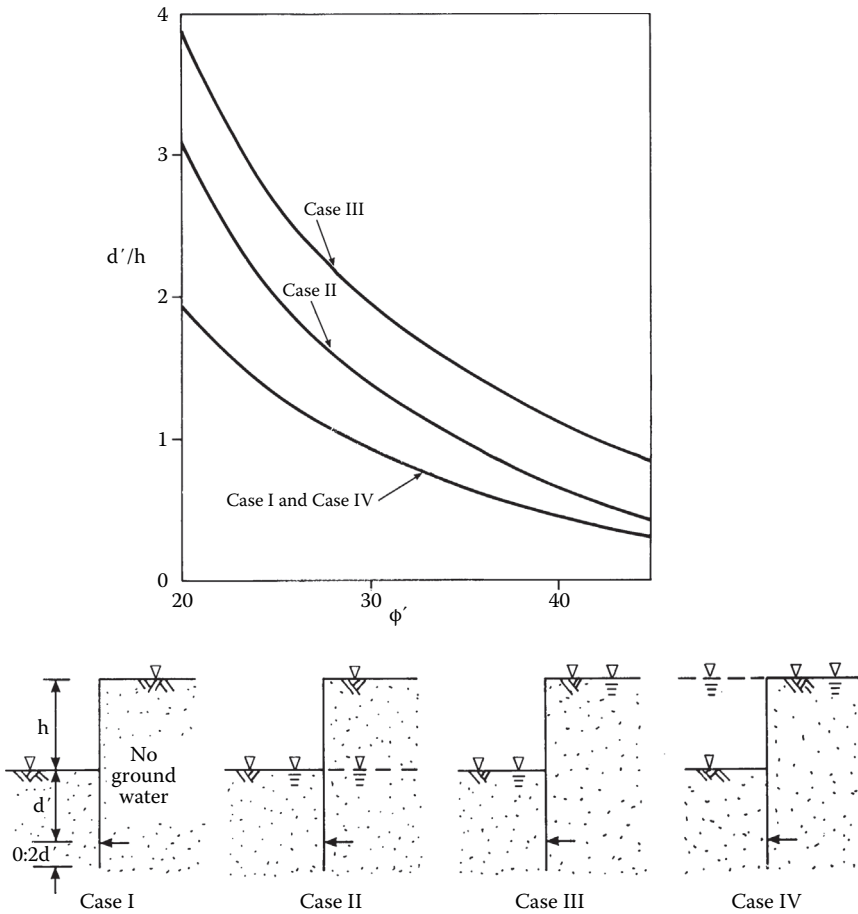 4
3
Case III
d′/h
Case II
2
1
Case I and Case IV
0
20
30
40
ϕ′
h
No
ground
water
d′
0:2d′
Case I
Case II
Case III
Case IV